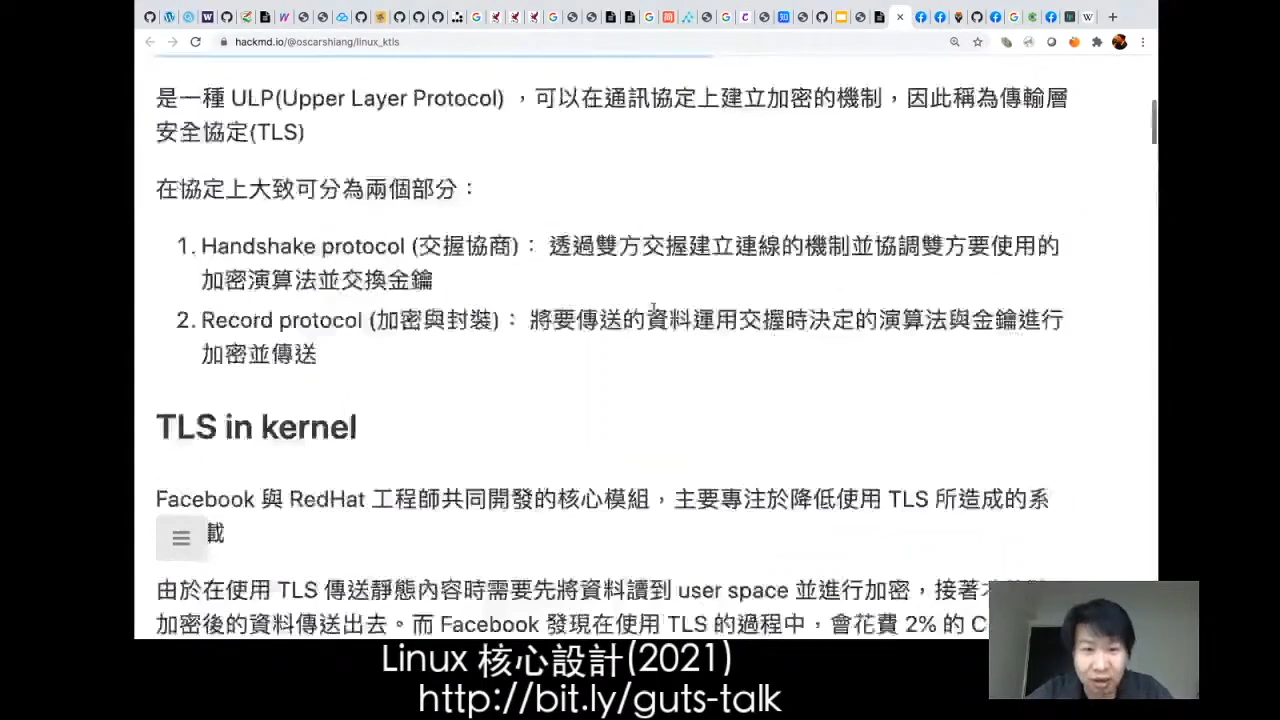 hackmd.io/@oscarshiang/linux_ktls
是一種 ULP(Upper Layer Protocol) ，可以在通訊協定上建立加密的機制，因此稱為傳輸層
安全協定(TLS)
在協定上大致可分為兩個部分：
1. Handshake protocol (交握協商)： 透過雙方交握建立連線的機制並協調雙方要使用的
加密演算法並交換金鑰
2. Record protocol (加密與封裝)： 將要傳送的資料運用交握時決定的演算法與金鑰進行
加密並傳送
TLS in kernel
Facebook 與 RedHat 工程師共同開發的核心模組，主要專注於降低使用 TLS 所造成的系
載
由於在使用 TLS 傳送靜態內容時需要先將資料讀到 user space 並進行加密，接著
加密後的資料傳送出去。而 Facebook 發現在使用 TLS 的過程中，會花費 2% 的 C
Linux 核心設計(2021)
http://bit.ly/guts-talk